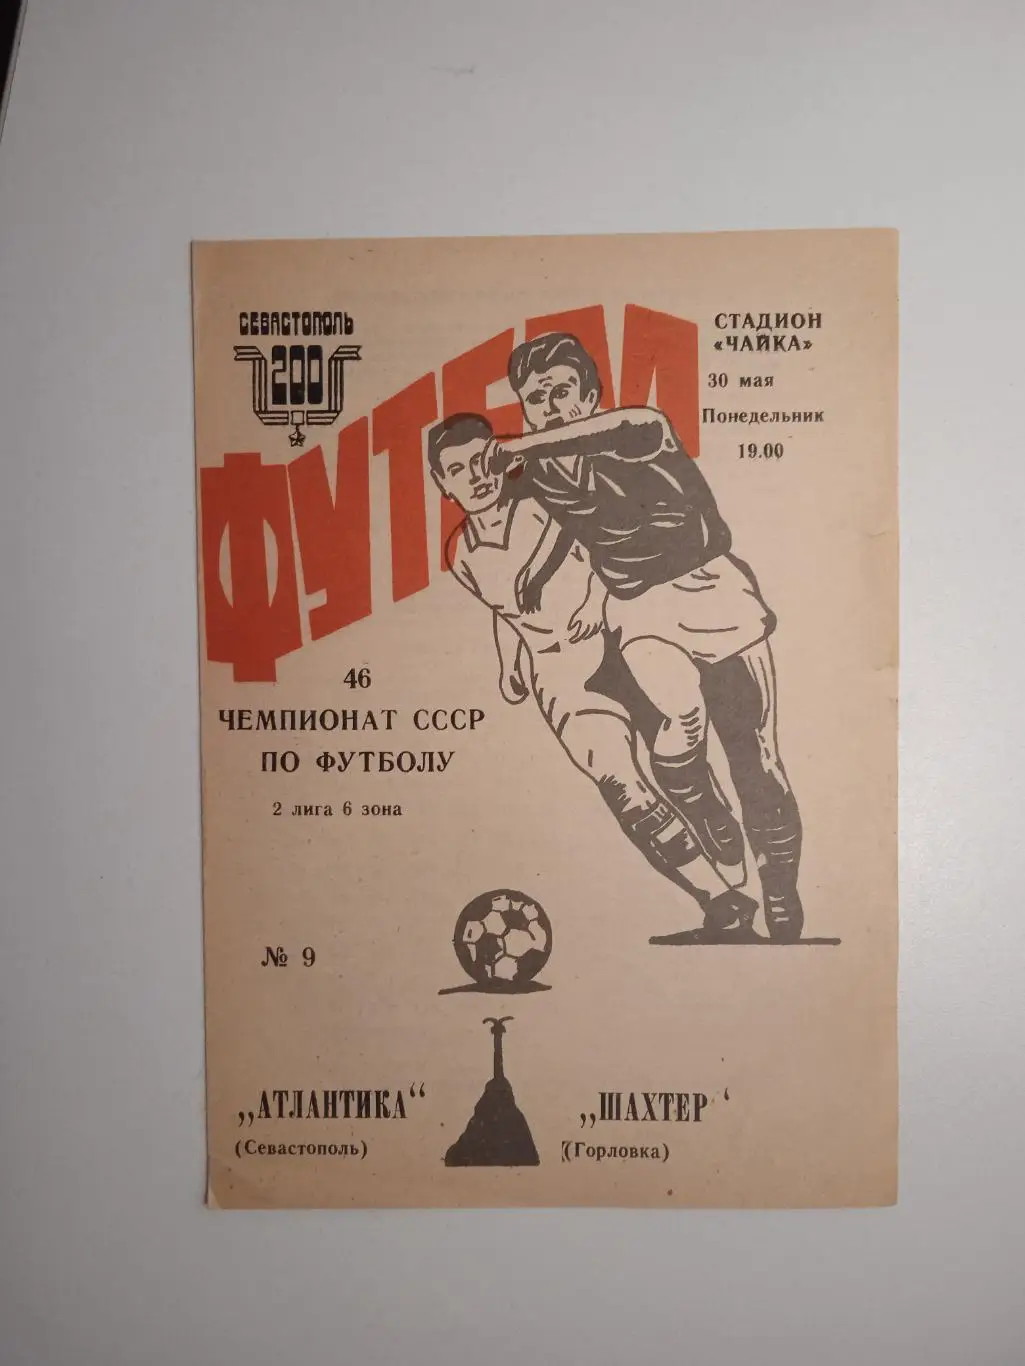 СЕВАСТОПОЛЬ
200
ФУТБОЛ
СТАДИОН
«ЧАЙКА»
30 мая
Понедельник
19.00
46
ЧЕМПИОНАТ СССР
ПО ФУТБОЛУ
2 лига 6 зона
№ 9
„АТЛАНТИКА“
(Севастополь)
„ШАХТЕР‘
(Горловка)